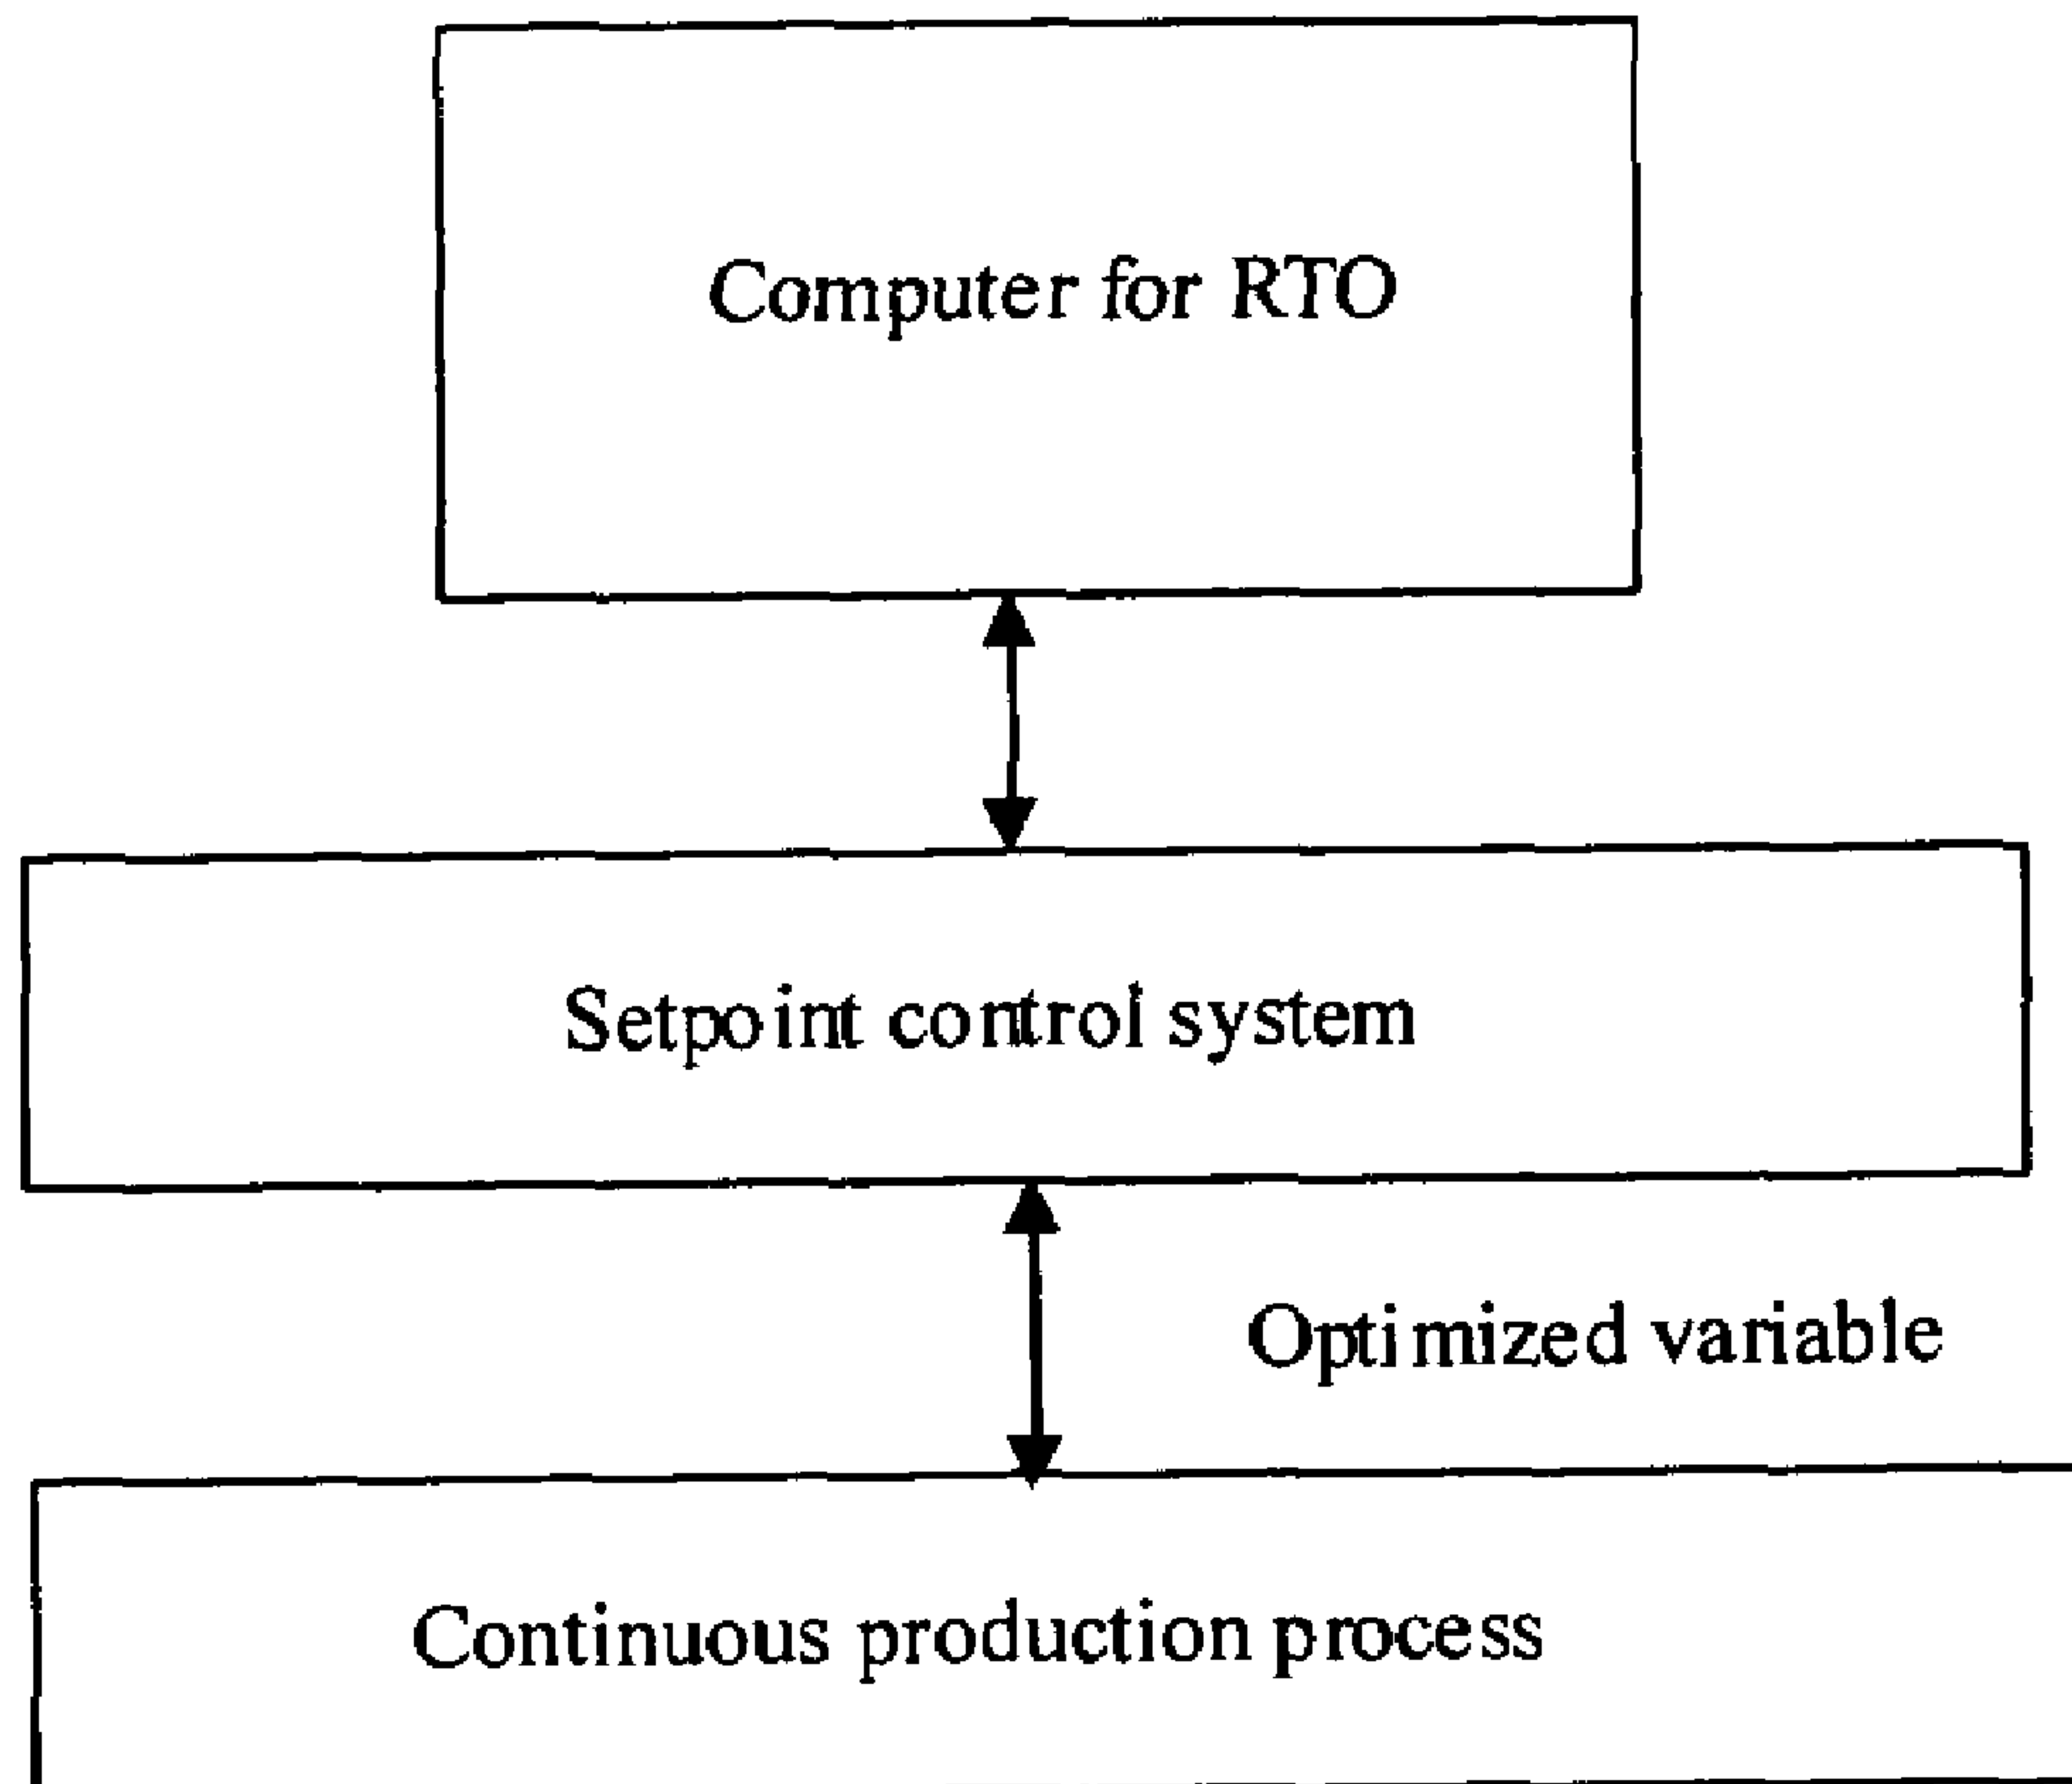 Computer for RTO
Setpoint control system
Optimized variable
Continuous production process